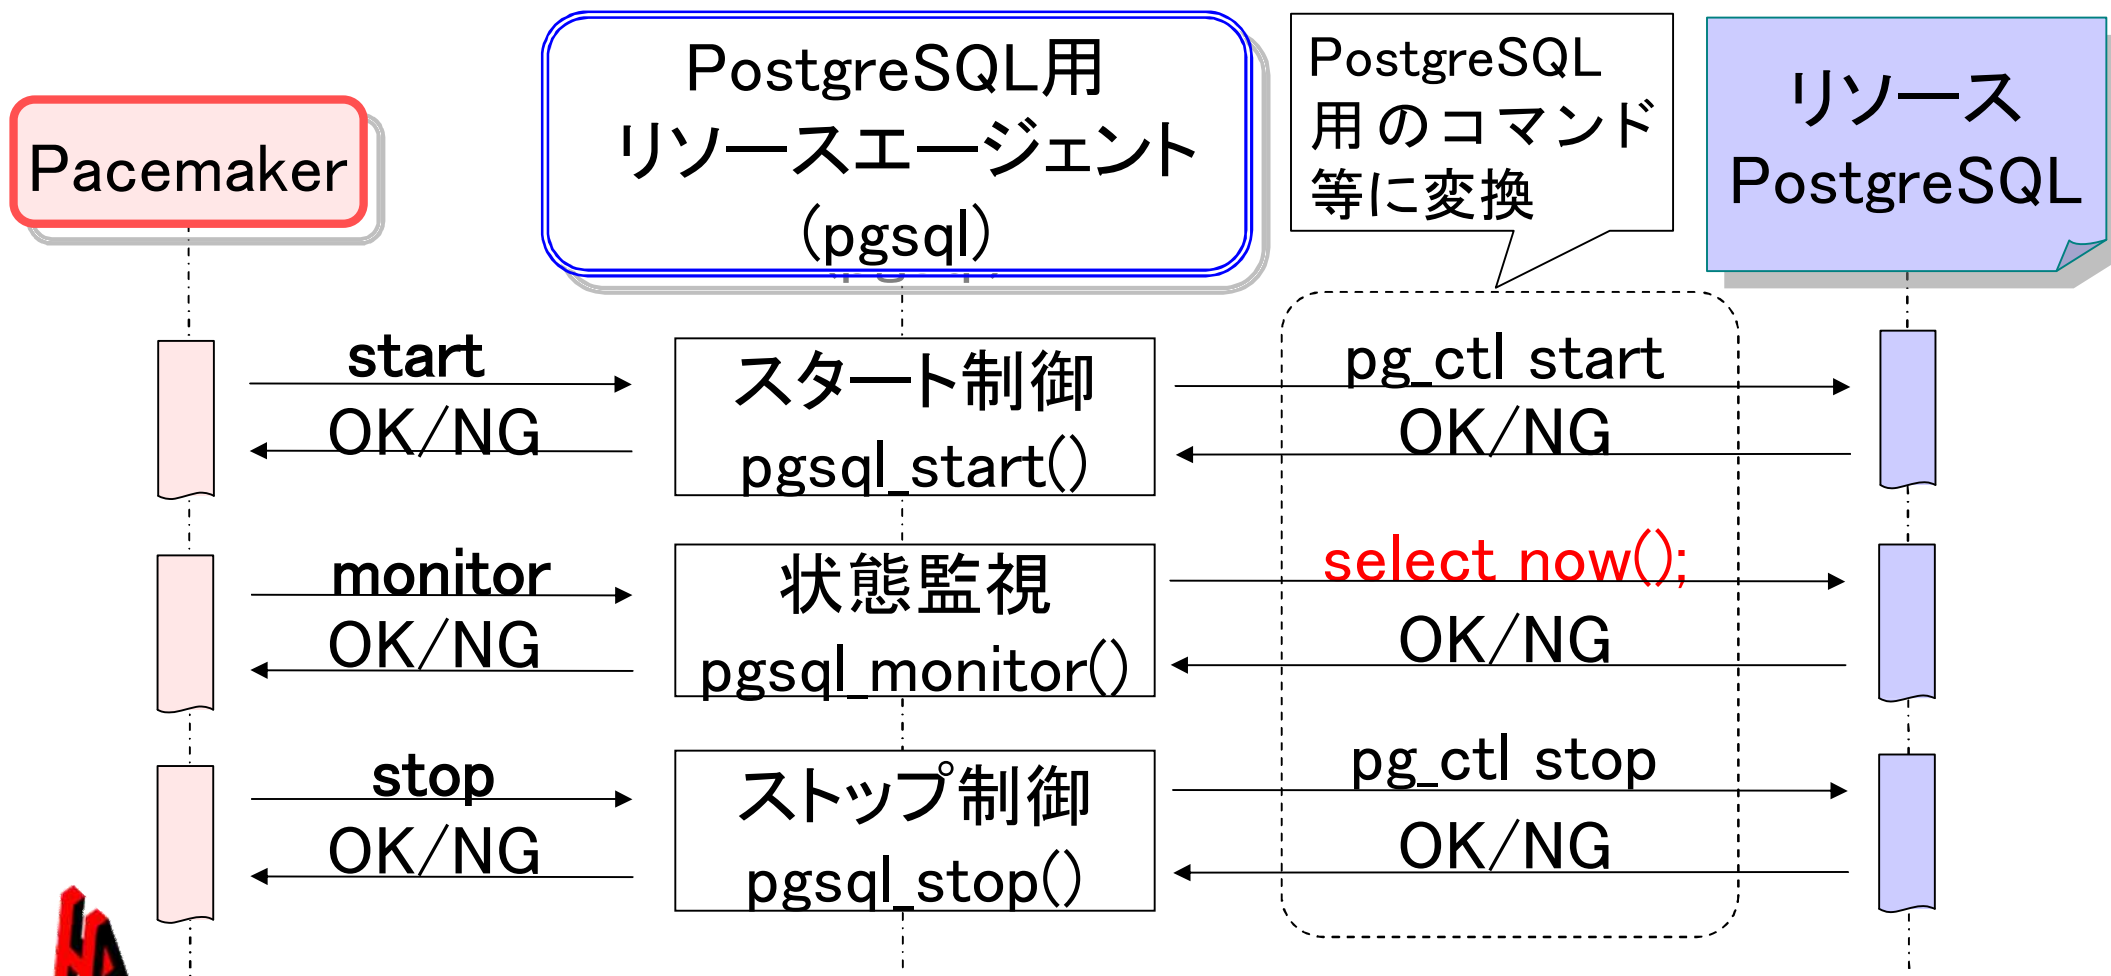 Pacemaker
PostgreSQL用
リソースエージェント
(pgsql)
PostgreSQL
用のコマンド
等に変換
リソース
PostgreSQL
start
OK/NG
スタート制御
pgsql_start()
pg_ctl start
OK/NG
monitor
OK/NG
状態監視
pgsql_monitor()
select now();
OK/NG
stop
OK/NG
ストップ制御
pgsql_stop()
pg_ctl stop
OK/NG